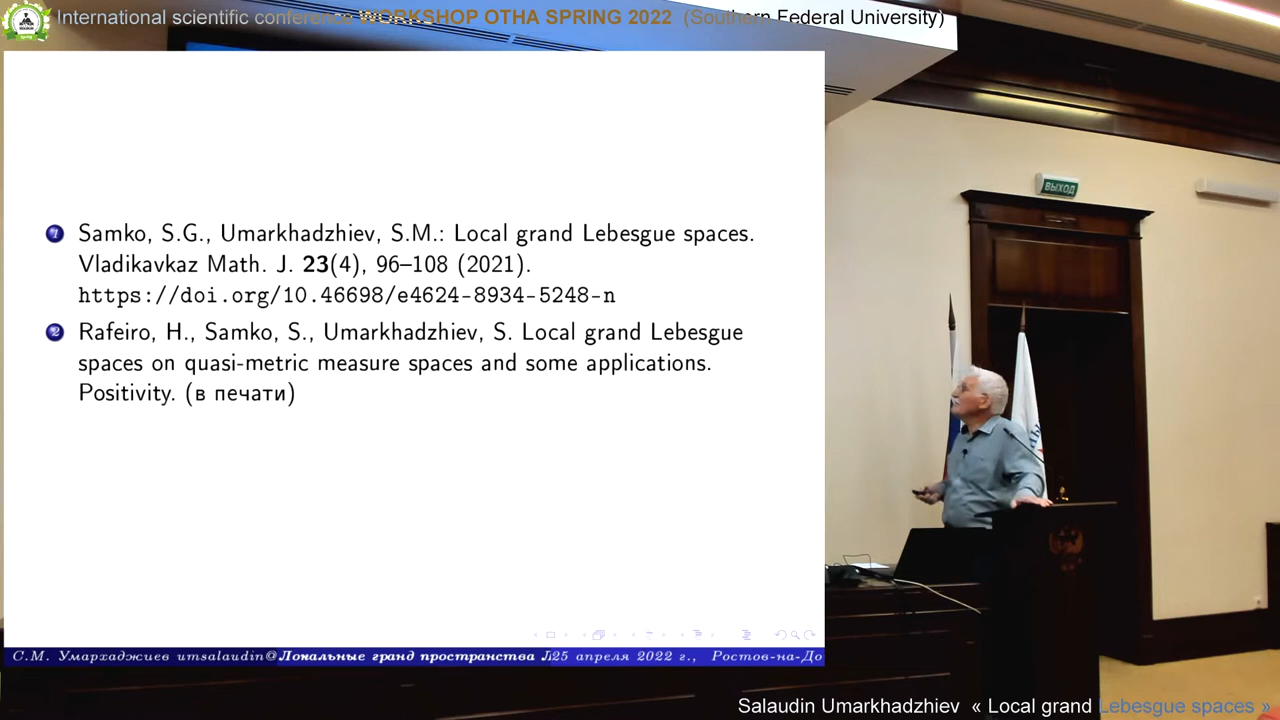 International scientific conference WORKSHOP OTHA SPRING 2022 (Southern Federal University)
ВЫХОД
1 Samko, S.G., Umarkhadzhiev, S.M.: Local grand Lebesgue spaces.
Vladikavkaz Math. J. 23(4), 96–108 (2021).
https://doi.org/10.46698/e4624-8934-5248-n
2 Rafeiro, H., Samko, S., Umarkhadzhiev, S. Local grand Lebesgue
spaces on quasi-metric measure spaces and some applications.
Positivity. (в печати)
С.М. Умархаджиев umsalaudin@ Локальные гранд пространства Л 25 апреля 2022 г., Ростов-на-До
Salaudin Umarkhadzhiev « Local grand Lebesgue spaces »